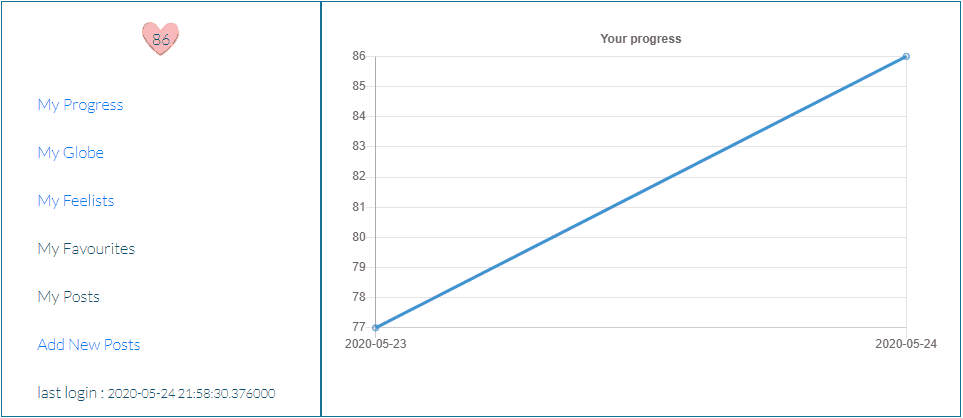 86
My Progress
My Globe
My Feelists
My Favourites
My Posts
Add New Posts
last login : 2020-05-24 21:58:30.376000
Your progress
86
85
84
83
82
81
80
79
78
77
2020-05-23 2020-05-24